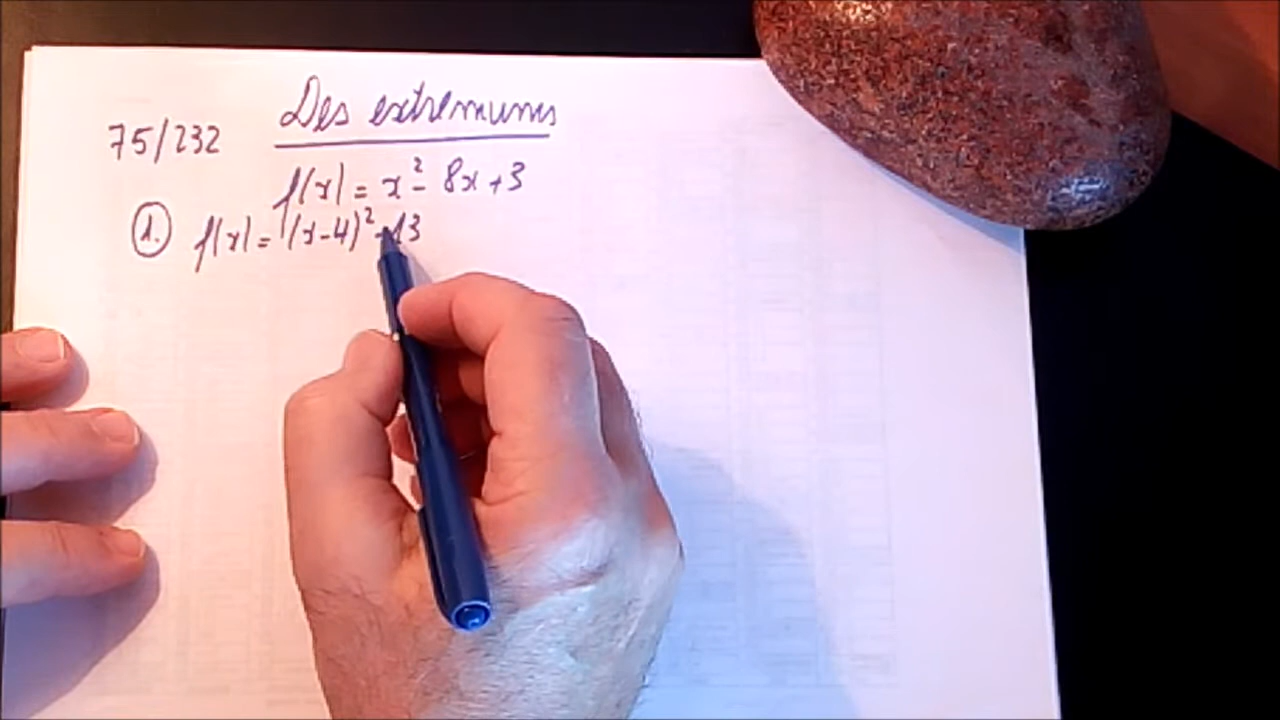 Des extremums
75/232
f(x) = x² - 8x + 3
1. f(x) = (x-4)² - 13